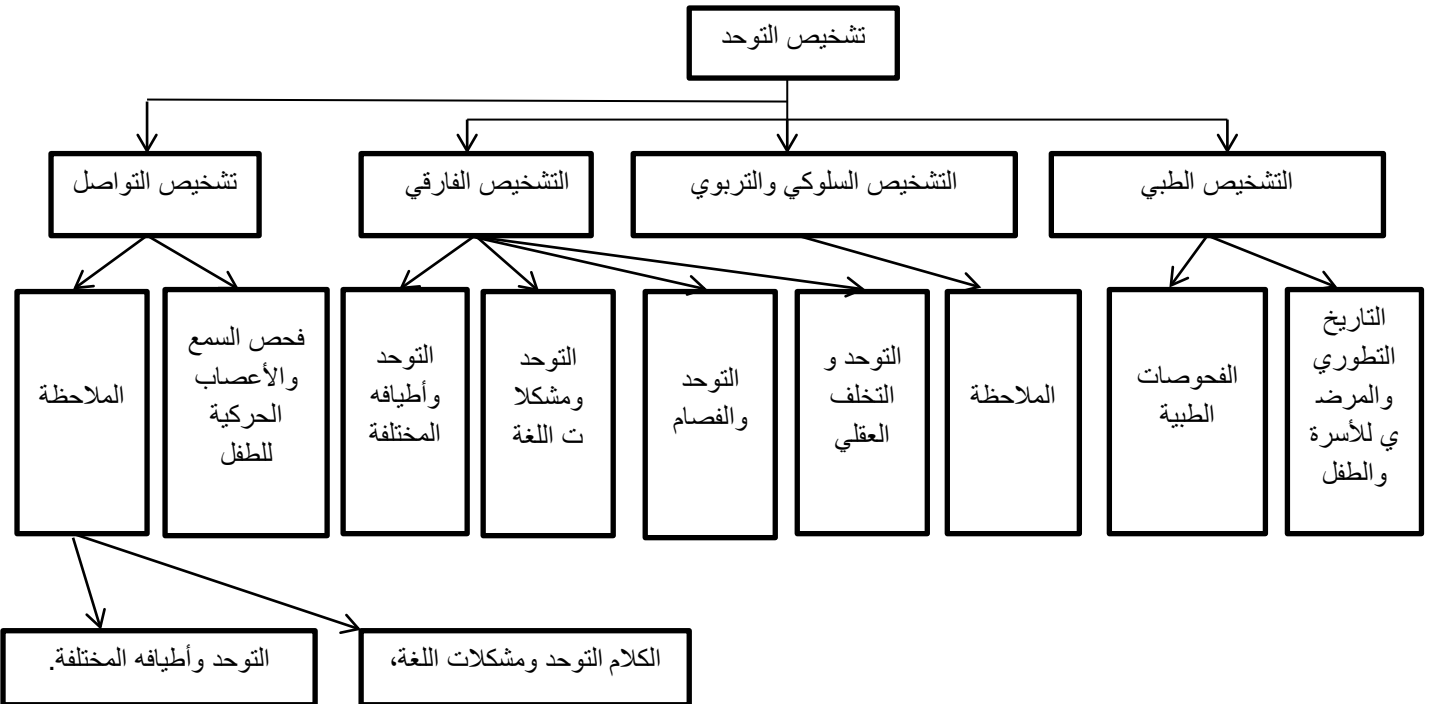 تشخيص التوحد
التشخيص الطبي
التشخيص السلوكي والتربوي
التشخيص الفارقي
تشخيص التواصل
التاريخ
التطوري
والمرضـ
ي للأسرة
والطفل
الفحوصات
الطبية
الملاحظة
التوحد و
التخلف
العقلي
التوحد
والفصام
التوحد
ومشكلا
ت اللغة
التوحد
وأطيافه
المختلفة
فحص السمع
والأعصاب
الحركية
للطفل
الملاحظة
الكلام التوحد ومشكلات اللغة،
التوحد وأطيافه المختلفة.